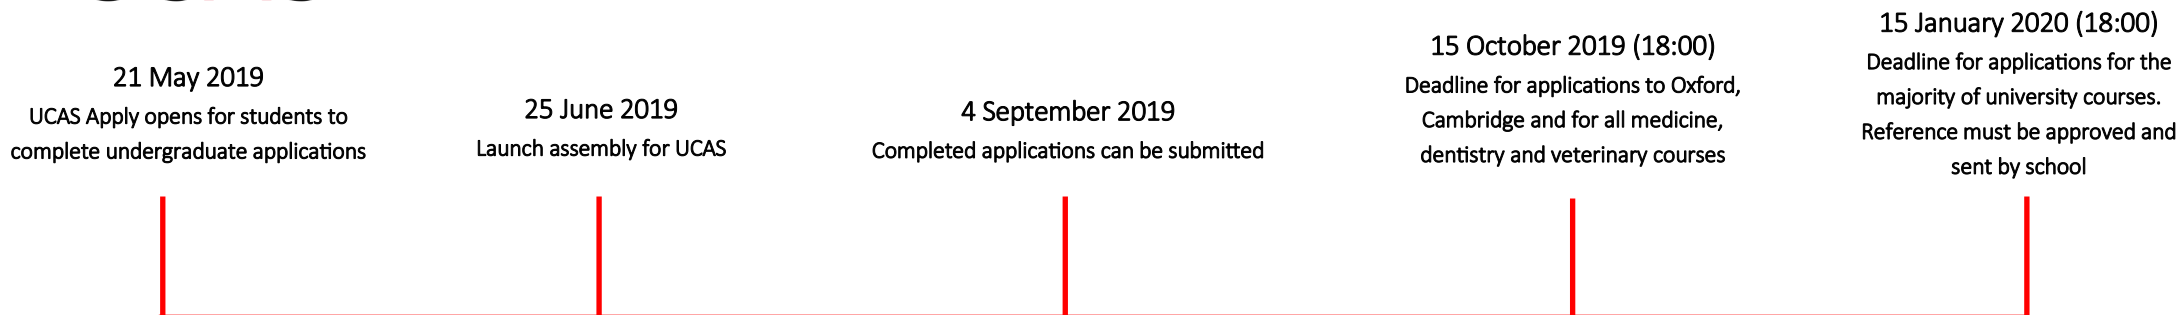 21 May 2019
UCAS Apply opens for students to
complete undergraduate applications
25 June 2019
Launch assembly for UCAS
4 September 2019
Completed applications can be submitted
15 October 2019 (18:00)
Deadline for applications to Oxford,
Cambridge and for all medicine,
dentistry and veterinary courses
15 January 2020 (18:00)
Deadline for applications for the
majority of university courses.
Reference must be approved and
sent by school